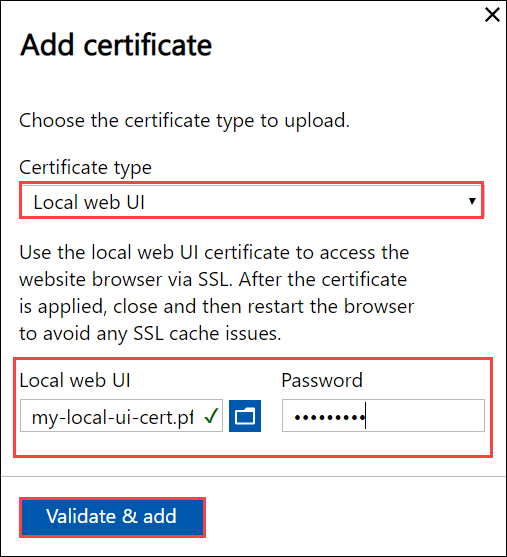 Add certificate
Choose the certificate type to upload.
Certificate type
Local web UI
Use the local web UI certificate to access the
website browser via SSL. After the certificate
is applied, close and then restart the browser
to avoid any SSL cache issues.
Local web UI Password
my-local-ui-cert.pf •••••••••
Validate & add